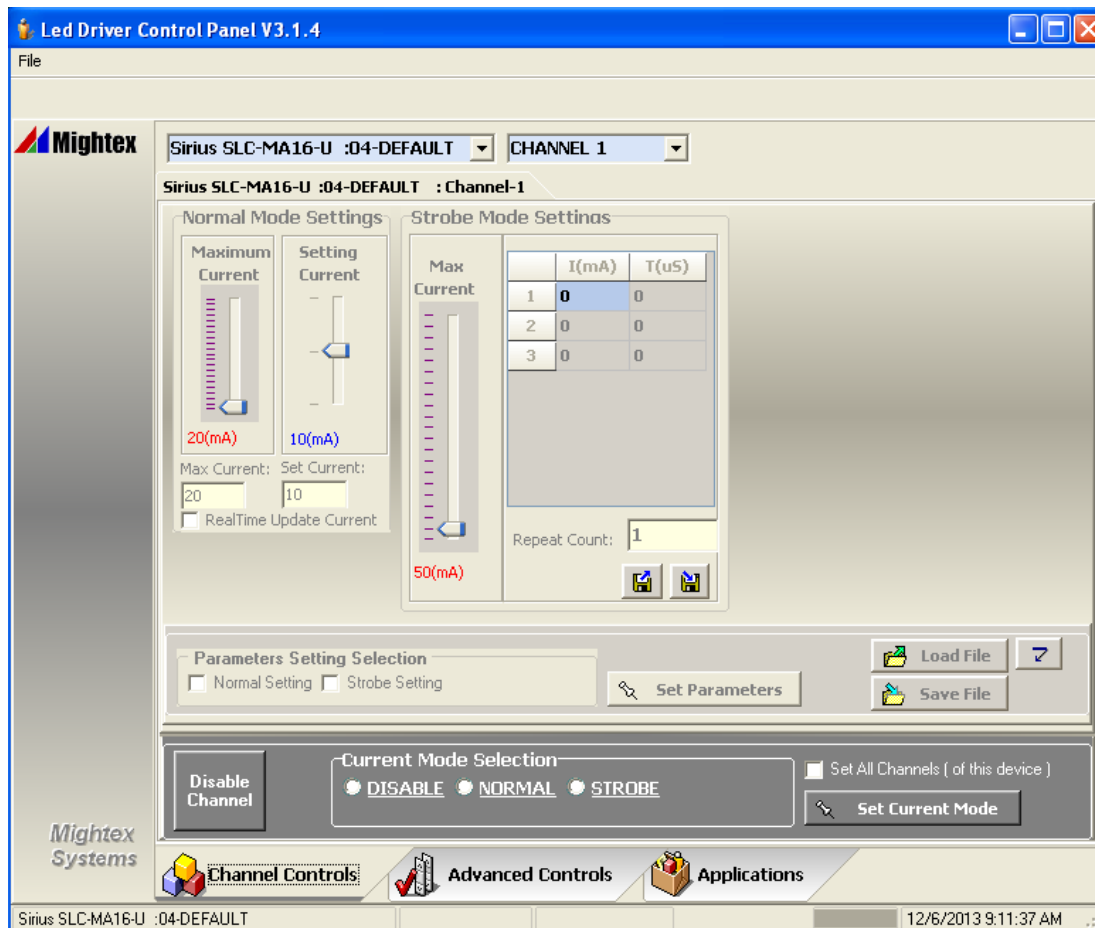 Led Driver Control Panel V3.1.4
File
Mightex
Sirius SLC-MA16-U :04-DEFAULT
CHANNEL 1
Sirius SLC-MA16-U :04-DEFAULT : Channel-1
Normal Mode Settings
Maximum Current
Setting Current
20(mA)
10(mA)
Max Current:
Set Current:
20
10
RealTime Update Current
Strobe Mode Settings
Max Current
50(mA)
I(mA) T(uS)
1 0 0
2 0 0
3 0 0
Repeat Count: 1
Parameters Setting Selection
Normal Setting Strobe Setting
Set Parameters
Load File
Save File
Disable Channel
Current Mode Selection
DISABLE NORMAL STROBE
Set All Channels ( of this device )
Set Current Mode
Mightex
Systems
Channel Controls
Advanced Controls
Applications
Sirius SLC-MA16-U :04-DEFAULT
12/6/2013 9:11:37 AM